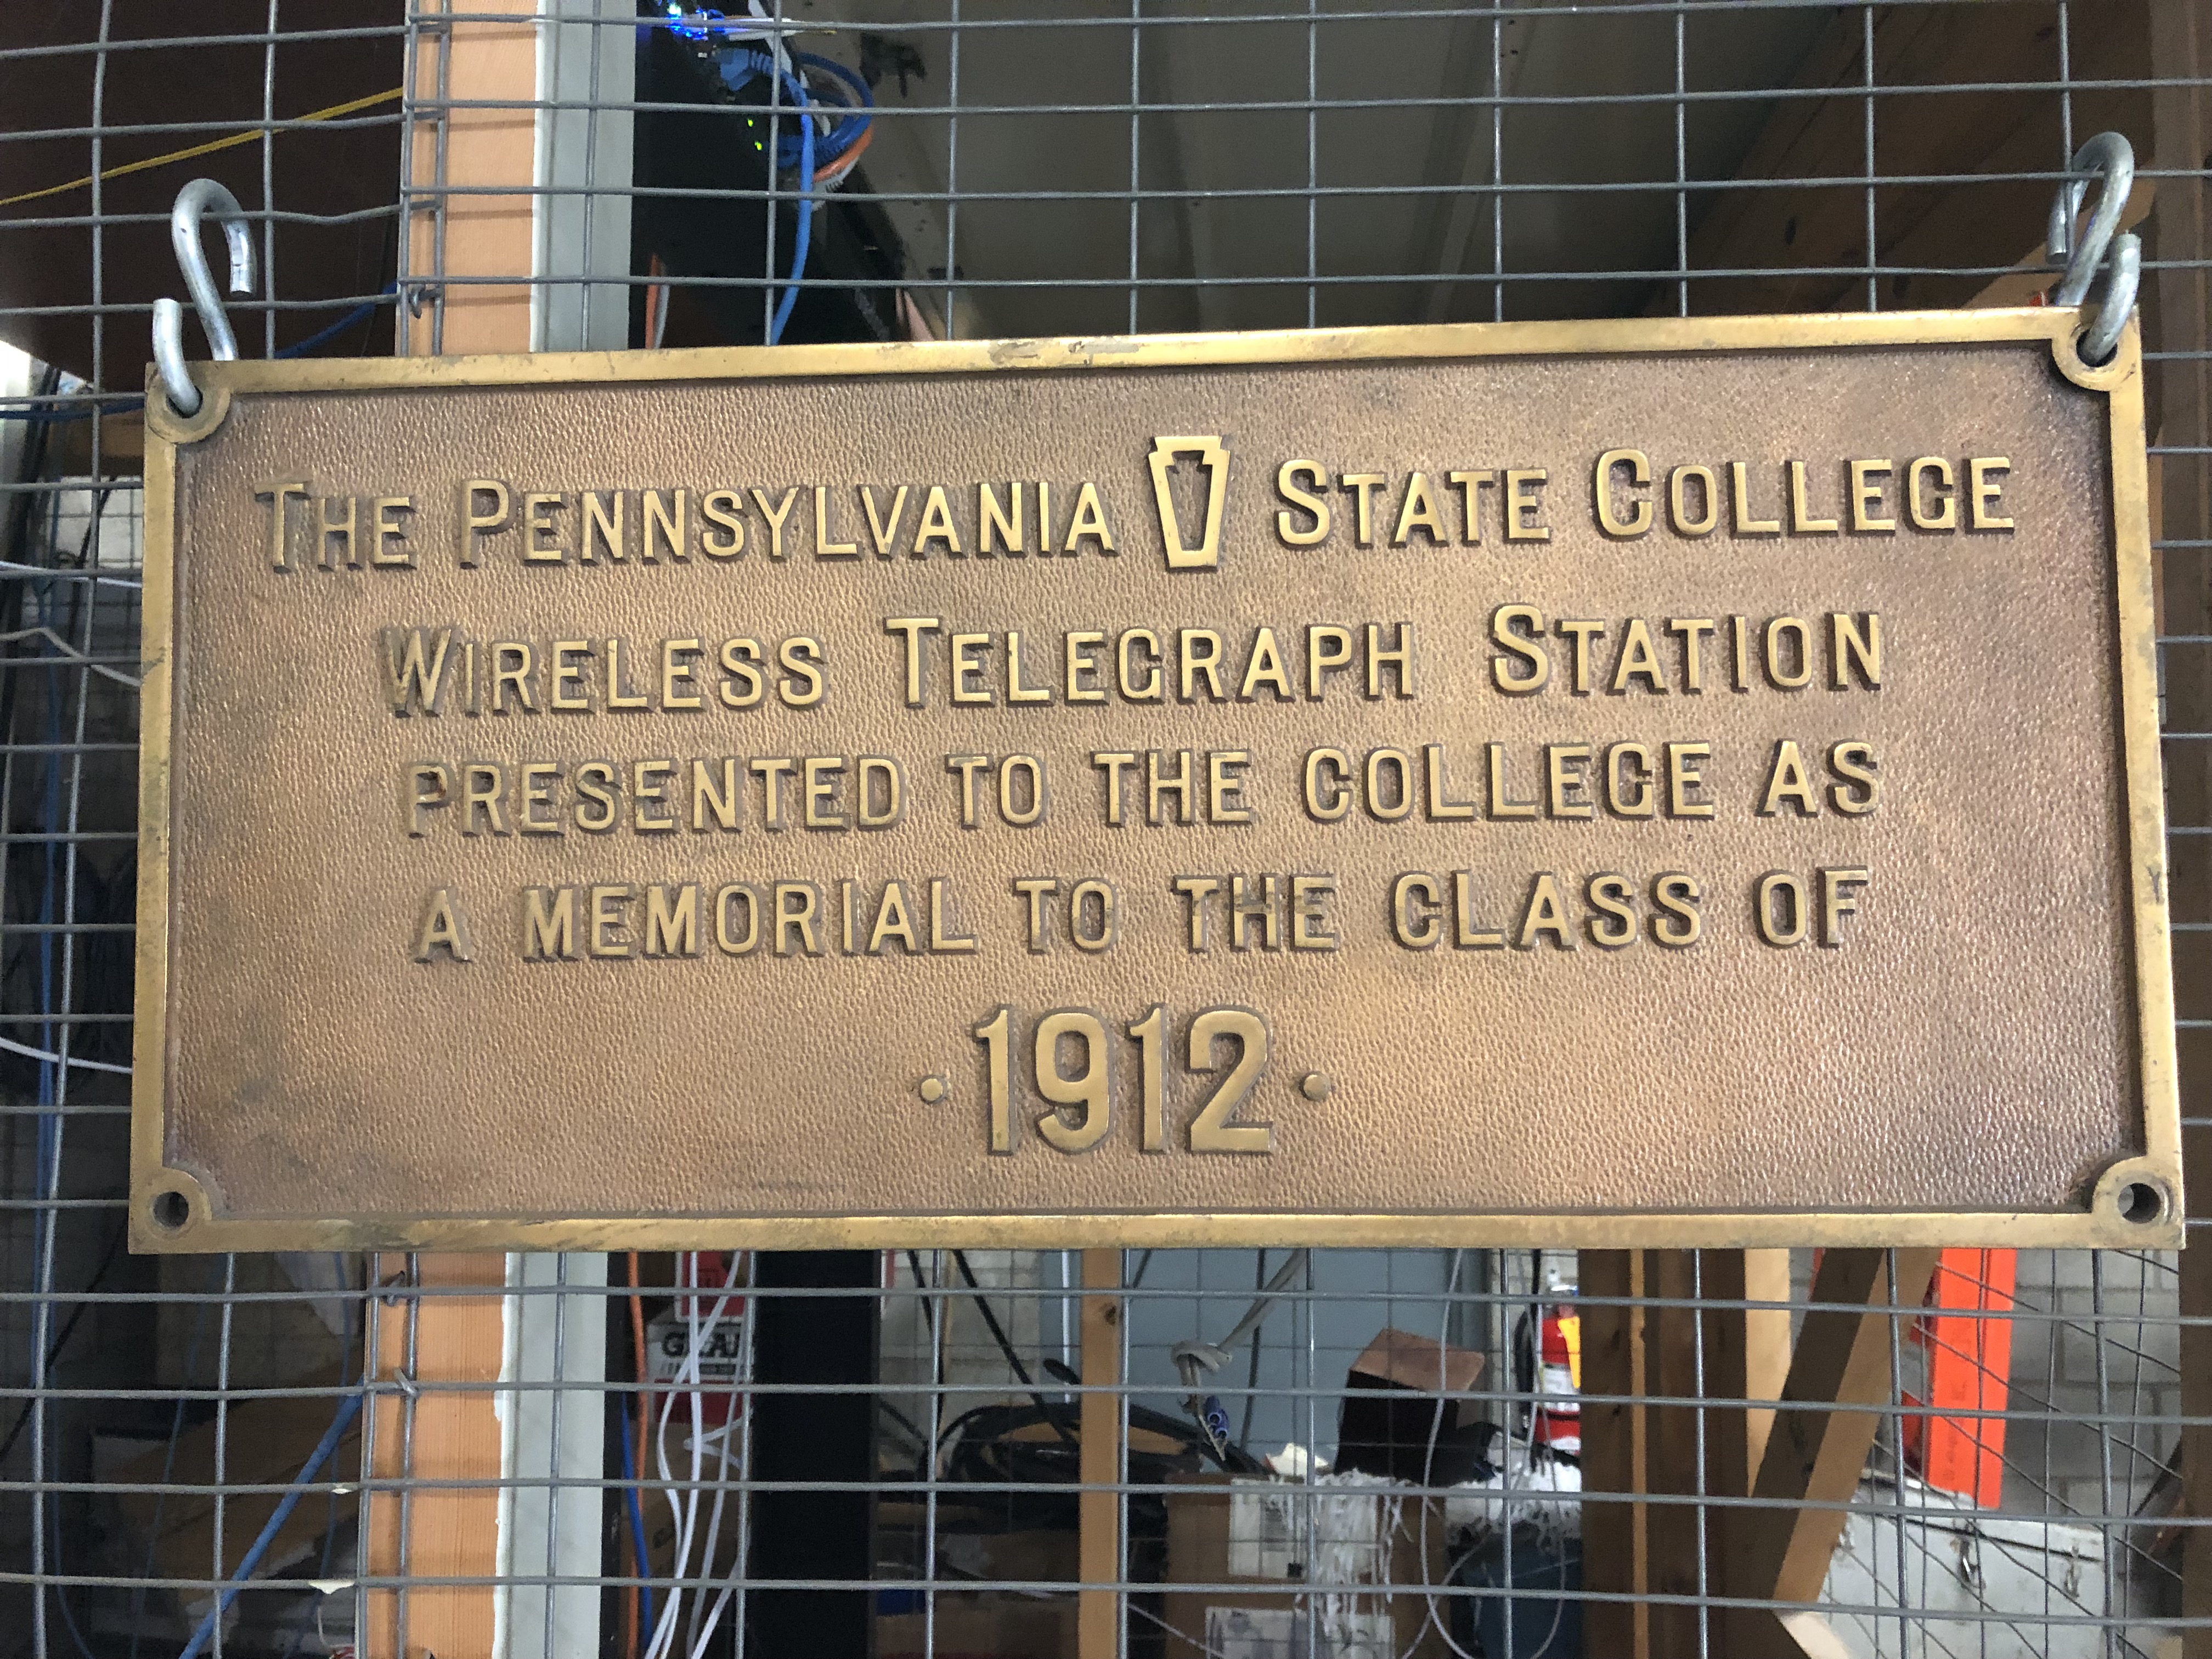 THE PENNSYLVANIA STATE COLLEGE
WIRELESS TELEGRAPH STATION
PRESENTED TO THE COLLEGE AS
A MEMORIAL TO THE CLASS OF
·1912·